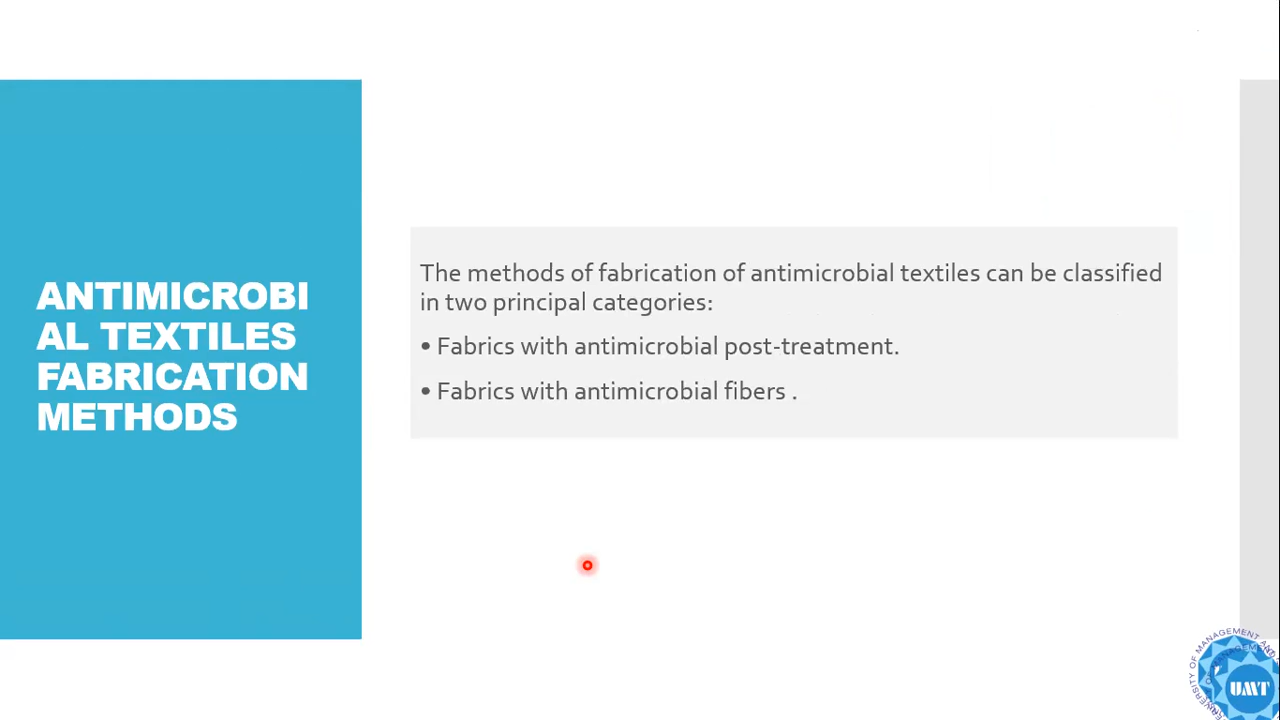 ANTIMICROBI
AL TEXTILES
FABRICATION
METHODS
The methods of fabrication of antimicrobial textiles can be classified
in two principal categories:
• Fabrics with antimicrobial post-treatment.
• Fabrics with antimicrobial fibers .
UMT